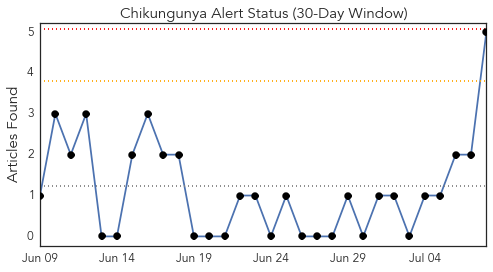 Chikungunya Alert Status (30-Day Window)
Articles Found
5
4
3
2
1
0
Jun 09 Jun 14 Jun 19 Jun 24 Jun 29 Jul 04